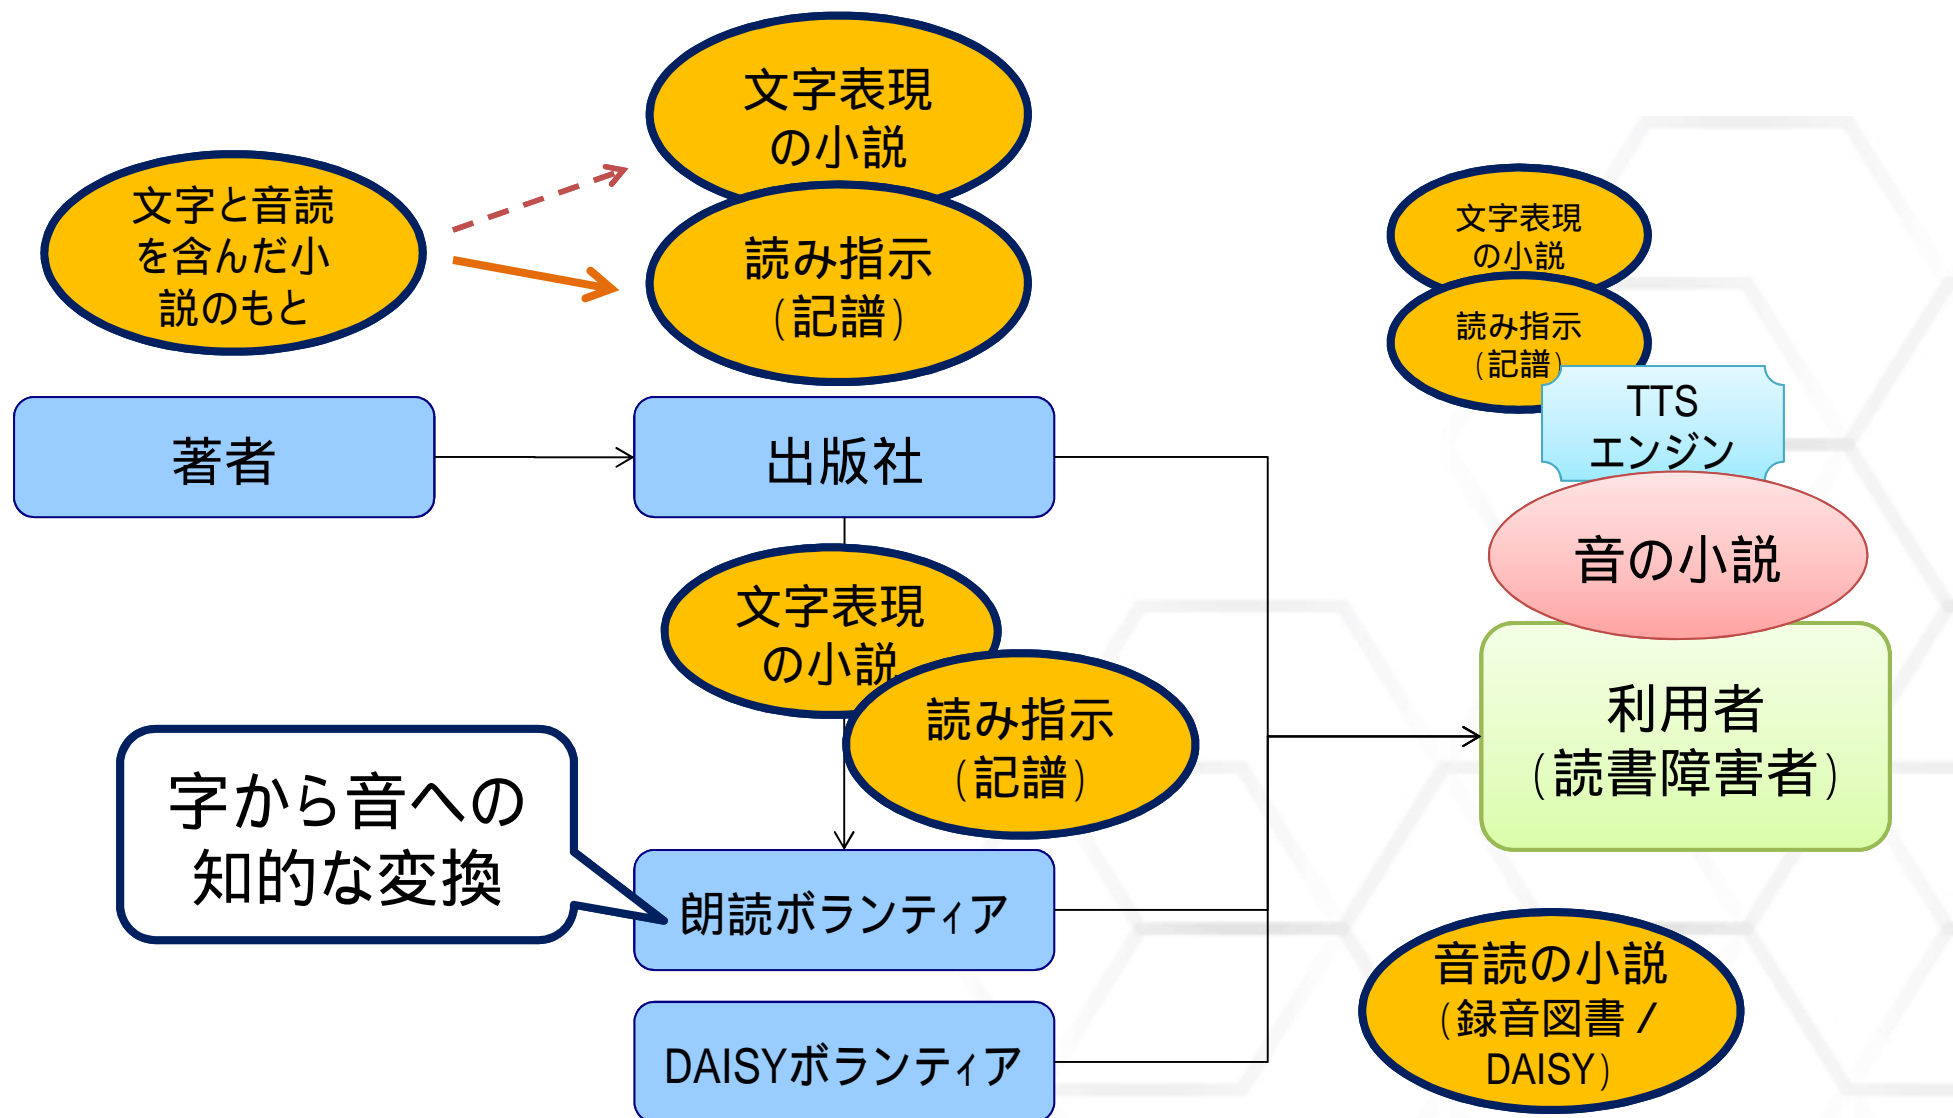 文字表現
の小説
文字と音読
を含んだ小
説のもと
読み指示
(記譜)
文字表現
の小説
読み指示
(記譜)
TTS
エンジン
著者
出版社
音の小説
文字表現
の小説
読み指示
(記譜)
利用者
(読書障害者)
字から音への
知的な変換
朗読ボランティア
音読の小説
(録音図書/
DAISY)
DAISYボランティア